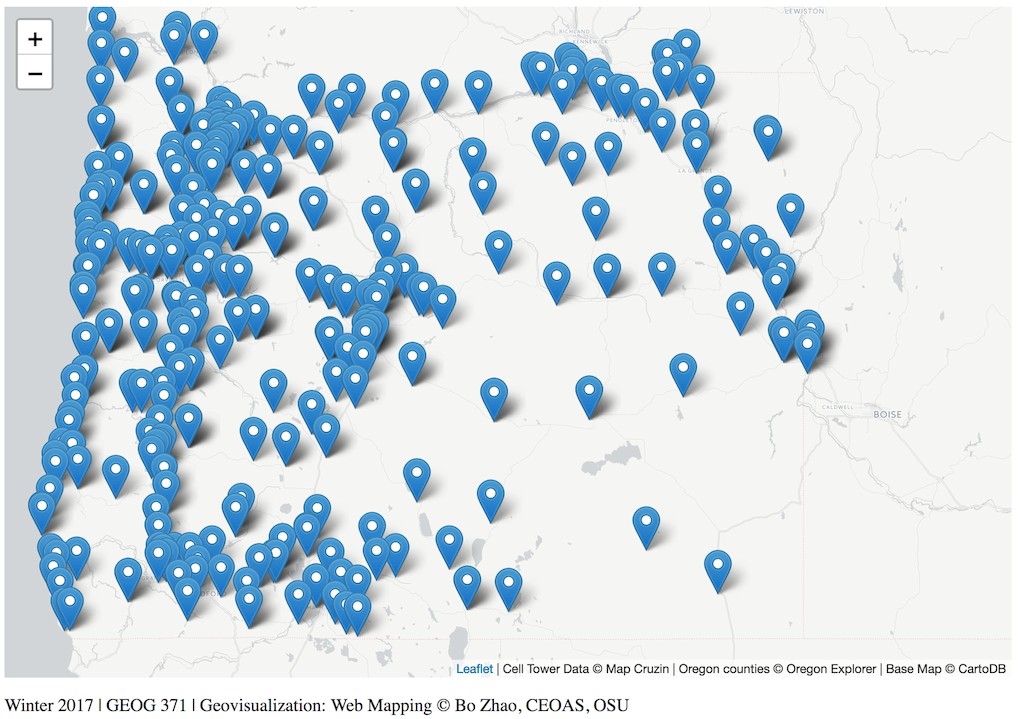 +
−
LEWISTON
RICHLAND
KENNEWICK
LA GRANDE
CALDWELL
BOISE
Leaflet | Cell Tower Data © Map Cruzin | Oregon counties © Oregon Explorer | Base Map © CartoDB
Winter 2017 | GEOG 371 | Geovisualization: Web Mapping © Bo Zhao, CEOAS, OSU